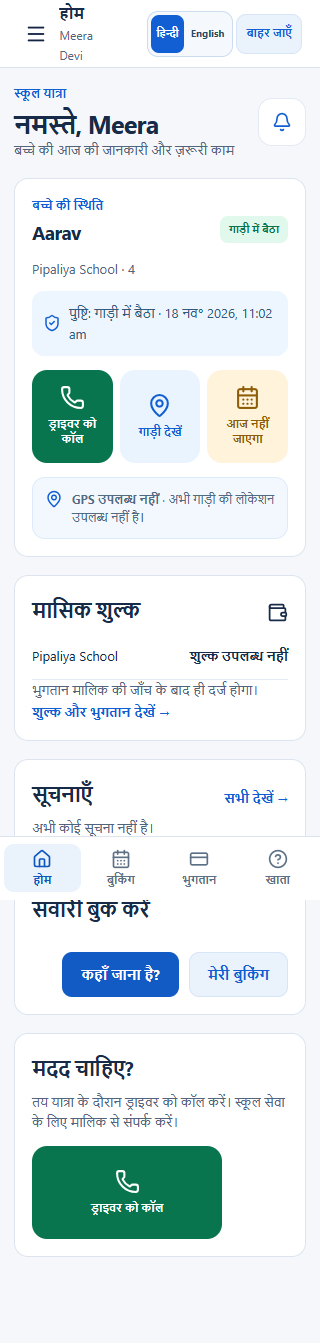 होम
Meera
Devi
हिन्दी
English
बाहर जाएँ
स्कूल यात्रा
नमस्ते, Meera
बच्चे की आज की जानकारी और ज़रूरी काम
बच्चे की स्थिति
Aarav
गाड़ी में बैठा
Pipaliya School · 4
पुष्टि: गाड़ी में बैठा · 18 नव॰ 2026, 11:02
am
ड्राइवर को
कॉल
गाड़ी देखें
आज नहीं
जाएगा
GPS उपलब्ध नहीं · अभी गाड़ी की लोकेशन
उपलब्ध नहीं है।
मासिक शुल्क
Pipaliya School
शुल्क उपलब्ध नहीं
भुगतान मालिक की जाँच के बाद ही दर्ज होगा।
शुल्क और भुगतान देखें →
सूचनाएँ
सभी देखें →
अभी कोई सूचना नहीं है।
होम
बुकिंग
भुगतान
खाता
सवारी बुक करें
कहाँ जाना है?
मेरी बुकिंग
मदद चाहिए?
तय यात्रा के दौरान ड्राइवर को कॉल करें। स्कूल सेवा
के लिए मालिक से संपर्क करें।
ड्राइवर को कॉल